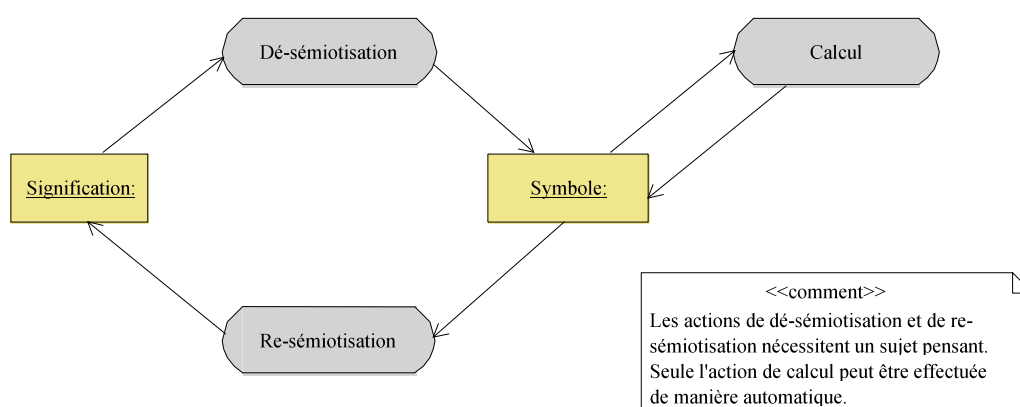 Dé-sémiotisation
Calcul
Signification:
Symbole:
Re-sémiotisation
<<comment>>
Les actions de dé-sémiotisation et de re-
sémiotisation nécessitent un sujet pensant.
Seule l'action de calcul peut être effectuée
de manière automatique.